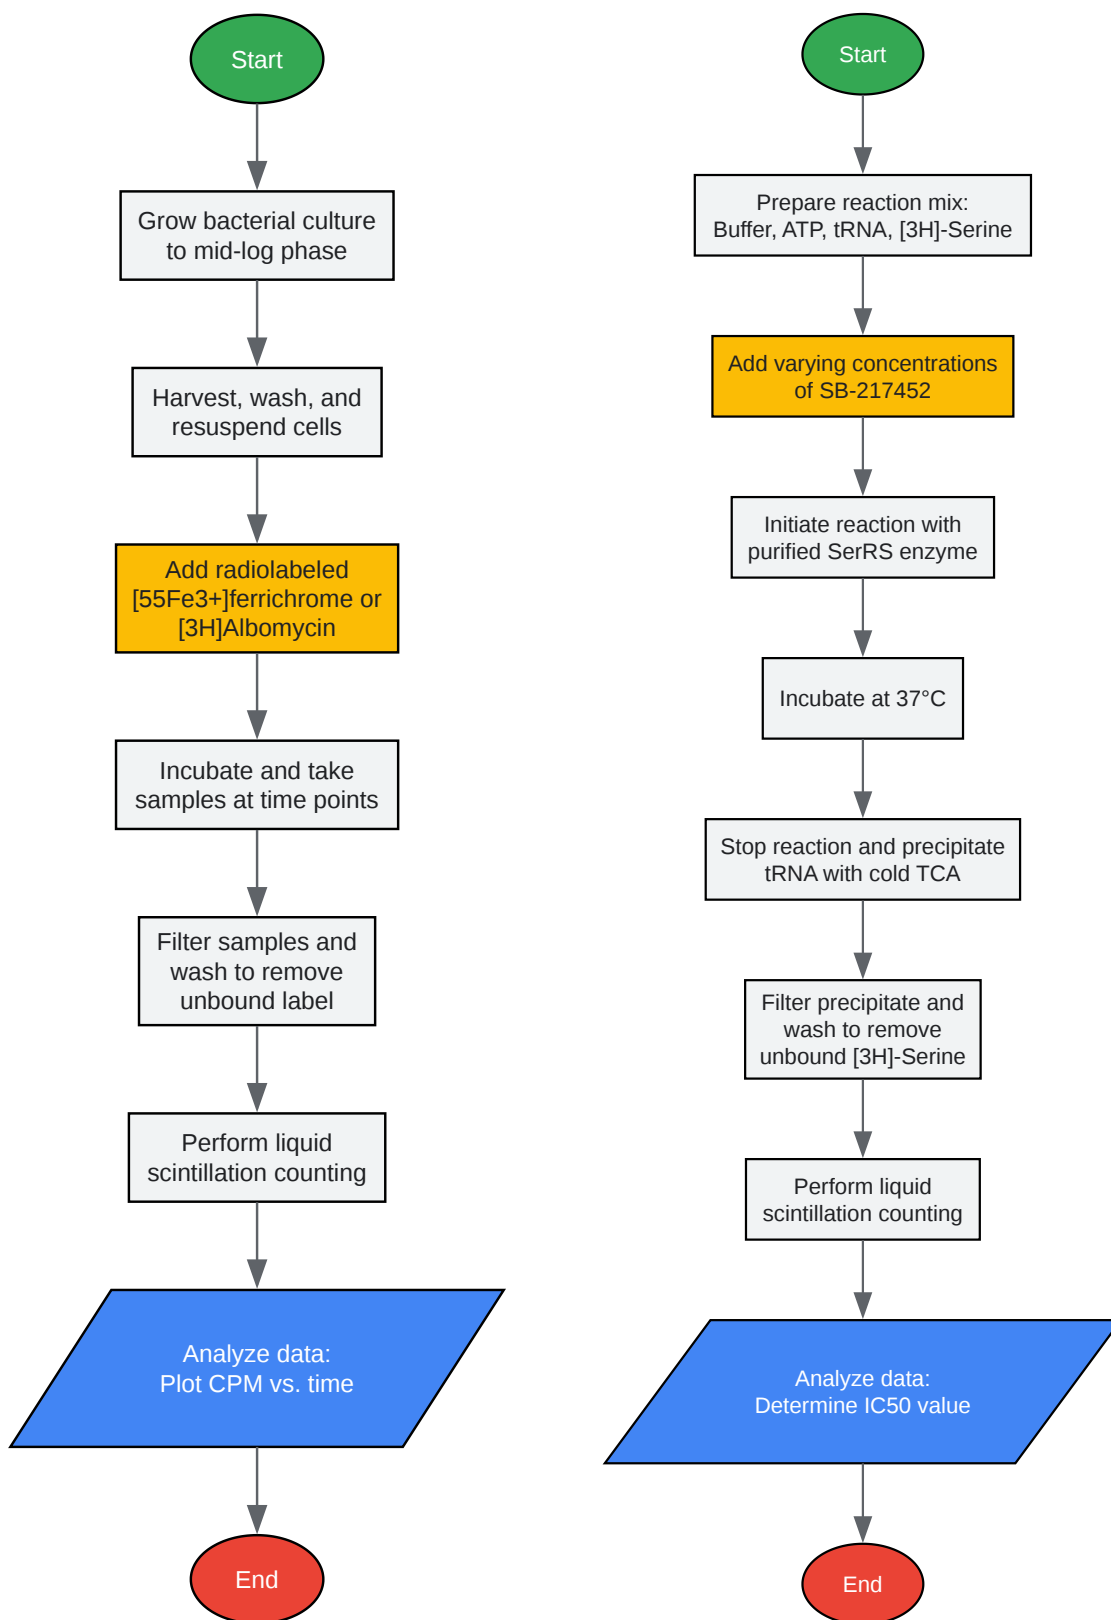 Start
Grow bacterial culture
to mid-log phase
Harvest, wash, and
resuspend cells
Add radiolabeled
[55Fe3+]ferrichrome or
[3H]Albomycin
Incubate and take
samples at time points
Filter samples and
wash to remove
unbound label
Perform liquid
scintillation counting
Analyze data:
Plot CPM vs. time
End
Start
Prepare reaction mix:
Buffer, ATP, tRNA, [3H]-Serine
Add varying concentrations
of SB-217452
Initiate reaction with
purified SerRS enzyme
Incubate at 37°C
Stop reaction and precipitate
tRNA with cold TCA
Filter precipitate and
wash to remove
unbound [3H]-Serine
Perform liquid
scintillation counting
Analyze data:
Determine IC50 value
End